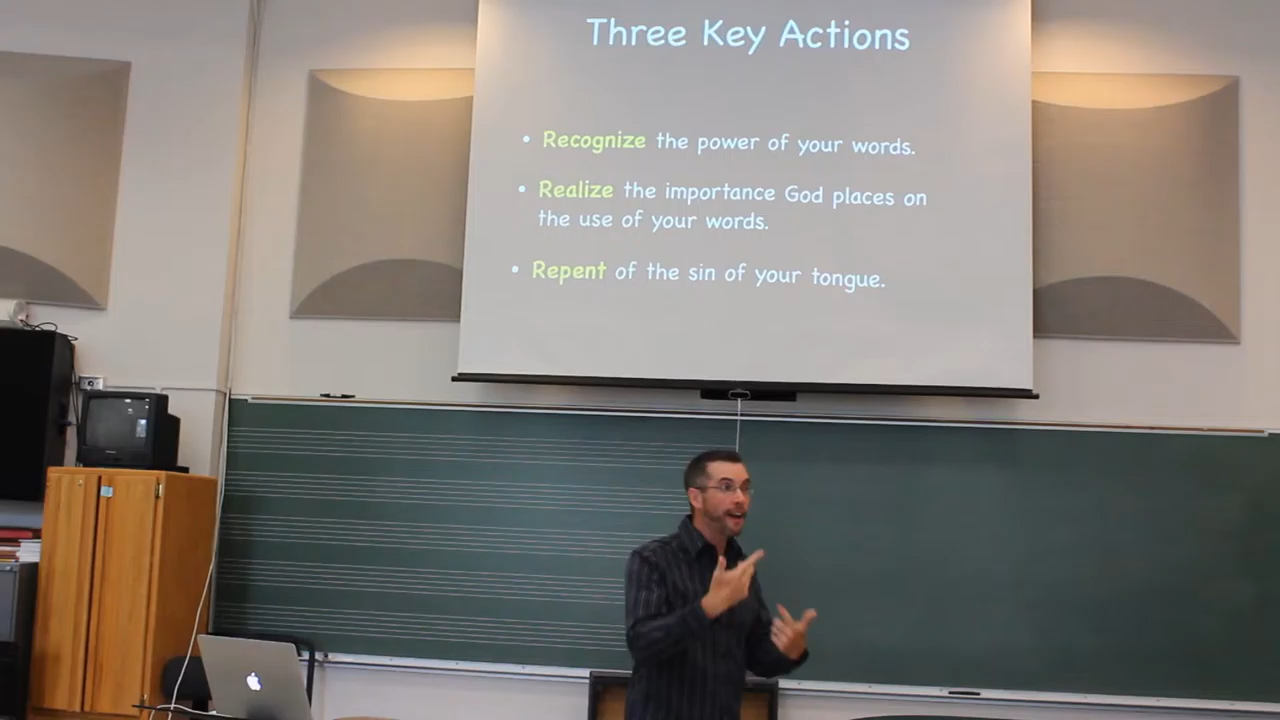 Three Key Actions
• Recognize the power of your words.
• Realize the importance God places on
the use of your words.
• Repent of the sin of your tongue.